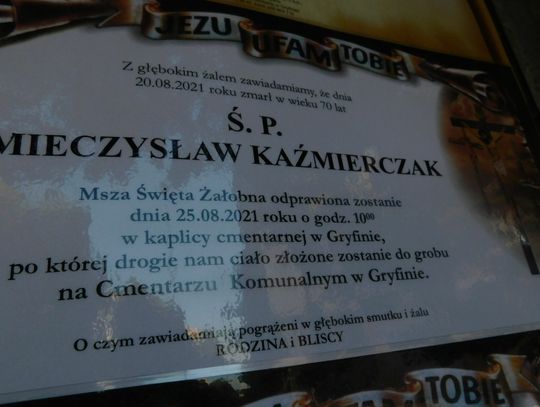 JEZU UFAM TOBIE
Z głębokim żalem zawiadamiamy, że dnia
20.08.2021 roku zmarł w wieku 70 lat
Ś. P.
MIECZYSŁAW KAŹMIERCZAK
Msza Święta Żałobna odprawiona zostanie
dnia 25.08.2021 roku o godz. 10⁰⁰
w kaplicy cmentarnej w Gryfinie,
po której drogie nam ciało złożone zostanie do grobu
na Cmentarzu Komunalnym w Gryfinie.
O czym zawiadamiają pogrążeni w głębokim smutku i żalu
RODZINA i BLISCY
TOBIE